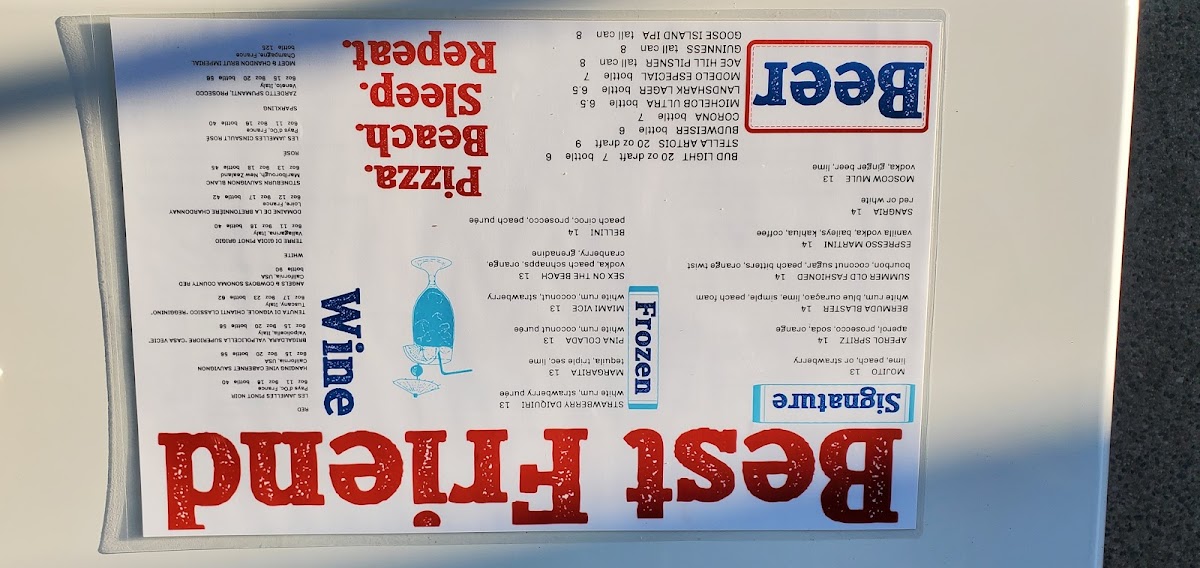 Best Friend
Signature
MOJITO 13
lime, peach, or strawberry
APEROL SPRITZ 14
aperol, prosecco, soda, orange
BERMUDA BLASTER 14
white rum, blue curaçao, lime, simple, peach foam
SUMMER OLD FASHIONED 14
bourbon, coconut sugar, peach bitters, orange twist
ESPRESSO MARTINI 14
vanilla vodka, baileys, kahlua, coffee
SANGRIA 14
red or white
MOSCOW MULE 13
vodka, ginger beer, lime
Frozen
STRAWBERRY DAIQUIRI 13
white rum, strawberry purée
MARGARITA 13
tequila, triple sec, lime
PINA COLADA 13
white rum, coconut purée
MIAMI VICE 13
white rum, coconut, strawberry
SEX ON THE BEACH 13
vodka, peach schnapps, orange,
cranberry, grenadine
BELLINI 14
peach ciroc, prosecco, peach purée
Beer
BUD LIGHT 20 oz draft 7 bottle 6
STELLA ARTOIS 20 oz draft 9
BUDWEISER bottle 6
CORONA bottle 7
MICHELOB ULTRA bottle 6.5
LANDSHARK LAGER bottle 6.5
MODELO ESPECIAL bottle 7
ACE HILL PILSNER tall can 8
GUINNESS tall can 8
GOOSE ISLAND IPA tall can 8
Wine
RED
LES JAMELLES PINOT NOIR
Pays d'Oc, France
6oz 11 9oz 16 bottle 40
HANGING VINE CABERNET SAUVIGNON
California, USA
6oz 15 9oz 20 bottle 56
BRIGALDARA, VALPOLICELLA SUPERIORE "CASA VECIE"
Valpolicella, Italy
6oz 15 9oz 20 bottle 56
TENUTA DI VIGNOLE, CHIANTI CLASSICO "REGGININO"
Tuscany, Italy
6oz 17 9oz 23 bottle 62
ANGELS & COWBOYS SONOMA COUNTY RED
California, USA
bottle 90
WHITE
TERRE DI GIOIA PINOT GRIGIO
Vallagarina, Italy
6oz 11 9oz 16 bottle 40
DOMAINE DE LA BRETONNIÈRE CHARDONNAY
Loire, France
6oz 12 9oz 17 bottle 42
STONEBURN SAUVIGNON BLANC
Marlborough, New Zealand
6oz 13 9oz 18 bottle 45
ROSÉ
LES JAMELLES CINSAULT ROSÉ
Pays d'Oc, France
6oz 11 9oz 16 bottle 40
SPARKLING
ZARDETTO SPUMANTI, PROSECCO
Veneto, Italy
6oz 15 9oz 20 bottle 56
MOËT & CHANDON BRUT IMPERIAL
Champagne, France
bottle 125
Pizza.
Beach.
Sleep.
Repeat.